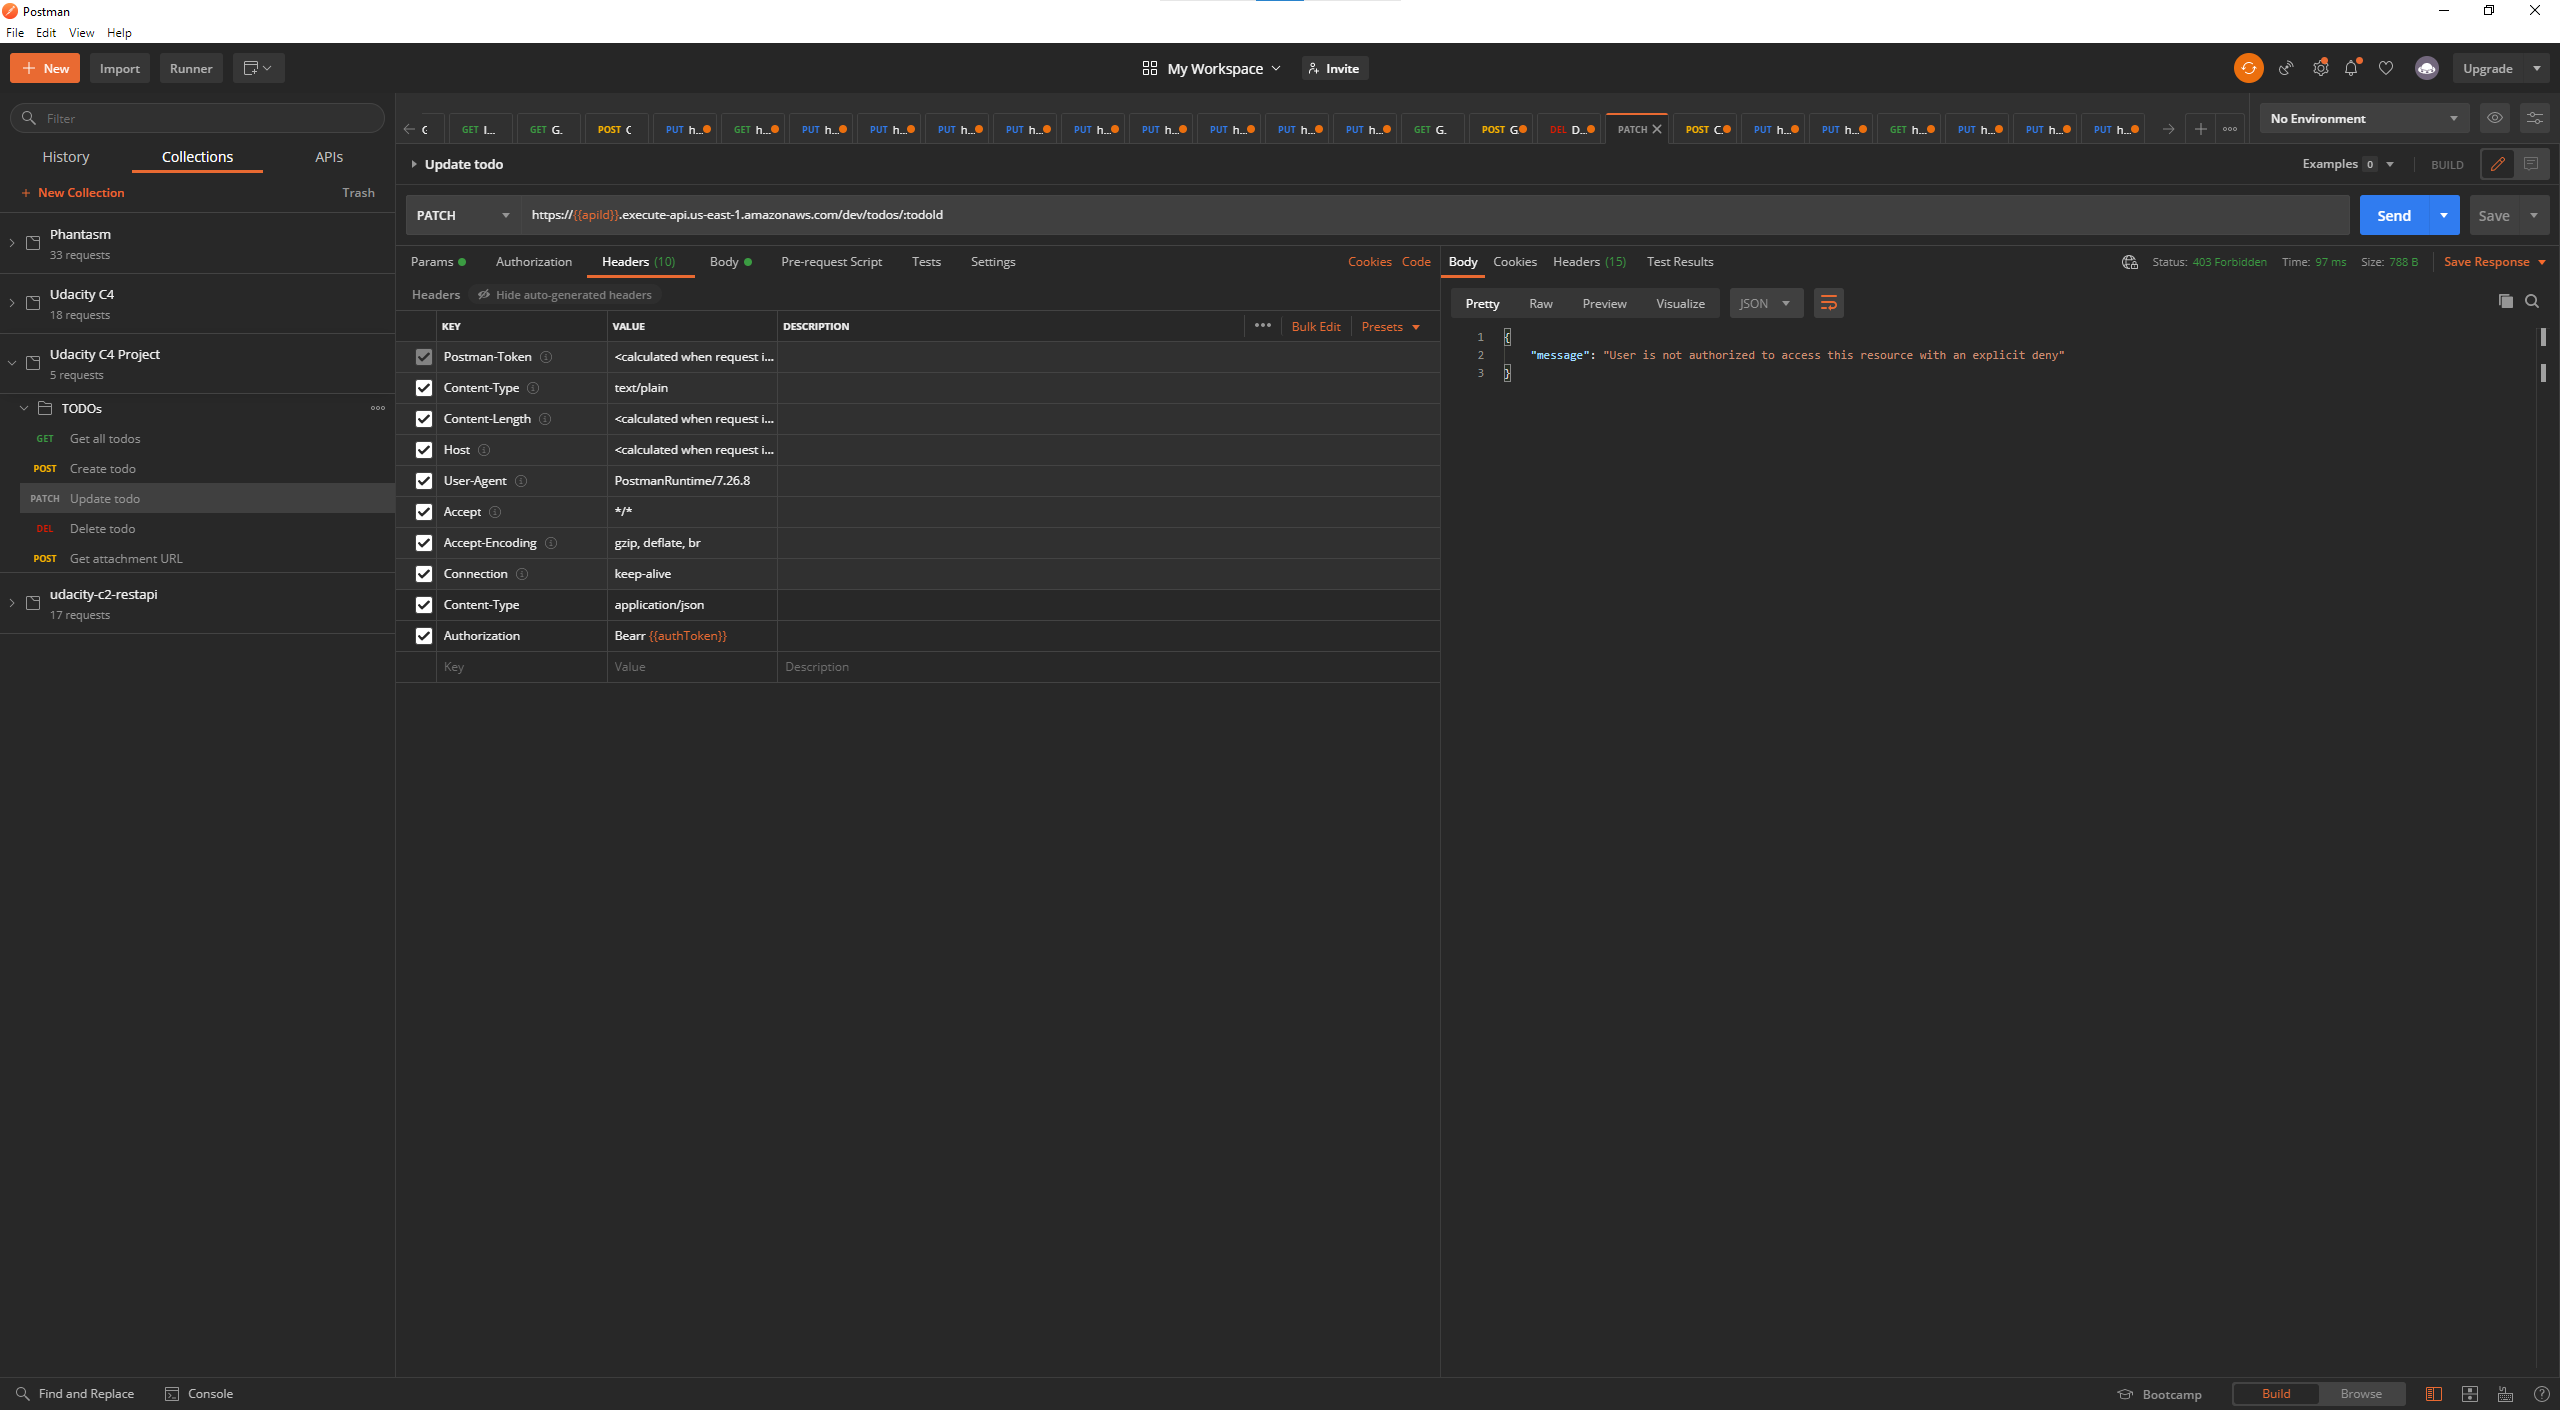 Postman
File Edit View Help
New Import Runner
My Workspace Invite
Upgrade
Filter
History Collections APIs
New Collection Trash
Phantasm
33 requests
Udacity C4
18 requests
Udacity C4 Project
5 requests
TODOs
GET Get all todos
POST Create todo
PATCH Update todo
DEL Delete todo
POST Get attachment URL
udacity-c2-restapi
17 requests
GET I... GET G. POST C PUT h... GET h... PUT h... PUT h... PUT h... PUT h... PUT h... PUT h... PUT h... PUT h... PUT h... GET G. POST G DEL D... PATCH POST C. PUT h... PUT h... GET h... PUT h... PUT h... PUT h...
No Environment
Update todo
Examples 0 BUILD
PATCH https://{{apiId}}.execute-api.us-east-1.amazonaws.com/dev/todos/:todoId
Send Save
Params Authorization Headers (10) Body Pre-request Script Tests Settings Cookies Code
Headers Hide auto-generated headers
KEY VALUE DESCRIPTION ••• Bulk Edit Presets
Postman-Token <calculated when request i...
Content-Type text/plain
Content-Length <calculated when request i...
Host <calculated when request i...
User-Agent PostmanRuntime/7.26.8
Accept */*
Accept-Encoding gzip, deflate, br
Connection keep-alive
Content-Type application/json
Authorization Bearr {{authToken}}
Key Value Description
Body Cookies Headers (15) Test Results
Status: 403 Forbidden Time: 97 ms Size: 788 B Save Response
Pretty Raw Preview Visualize JSON
1 {
2 "message": "User is not authorized to access this resource with an explicit deny"
3 }
Find and Replace Console
Bootcamp Build Browse